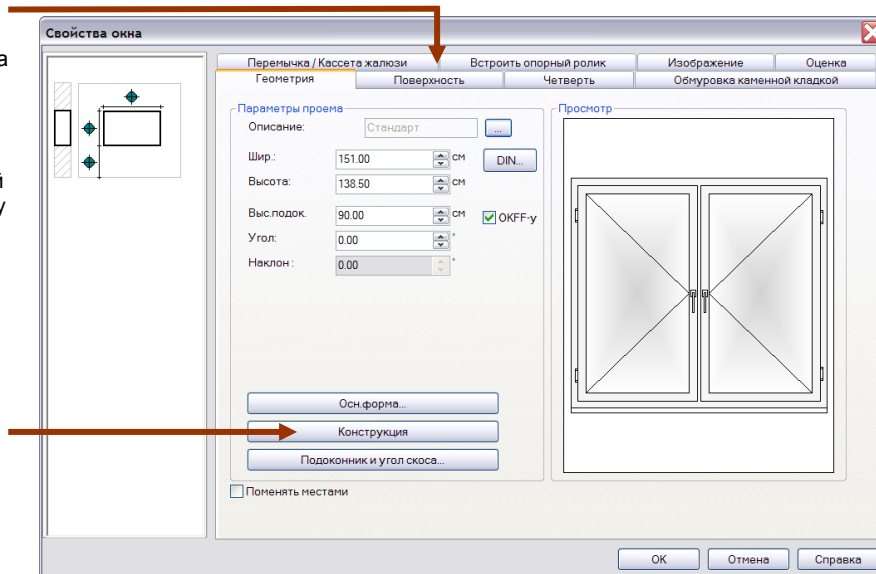 Свойства окна
а
й
у
Перемычка / Кассета жалюзи Встроить опорный ролик Изображение Оценка
Геометрия Поверхность Четверть Обмуровка каменной кладкой
Параметры проема
Просмотр
Описание: Стандарт ...
Шир.: 151.00 см DIN...
Высота: 138.50 см
Выс.подок. 90.00 см OKFF-у
Угол: 0.00 °
Наклон : 0.00 °
Осн.форма...
Конструкция
Подоконник и угол скоса...
Поменять местами
OK Отмена Справка